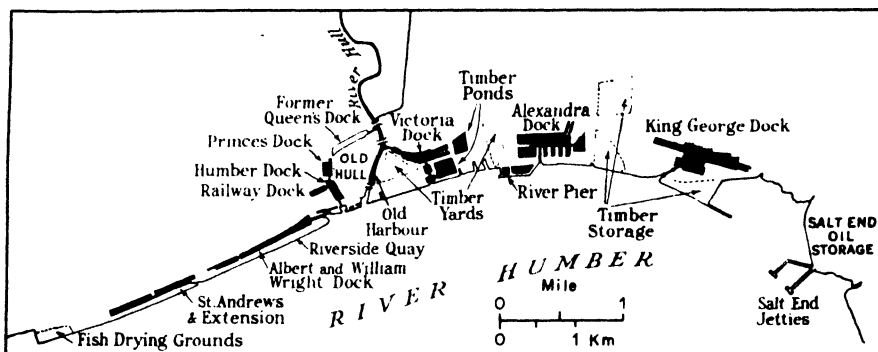 River Hull
Timber
Ponds
Former
Queen's Dock
Victoria
Dock
Alexandra
Dock
King George Dock
Princes Dock
OLD
HULL
Humber Dock
Railway Dock
Timber
Yards
River Pier
Old
Harbour
Timber
Storage
SALT END
OIL
STORAGE
Riverside Quay
Albert and William
Wright Dock
RIVER HUMBER
Mile
0 1
0 1 Km
St. Andrews
& Extension
Salt End
Jetties
Fish Drying Grounds